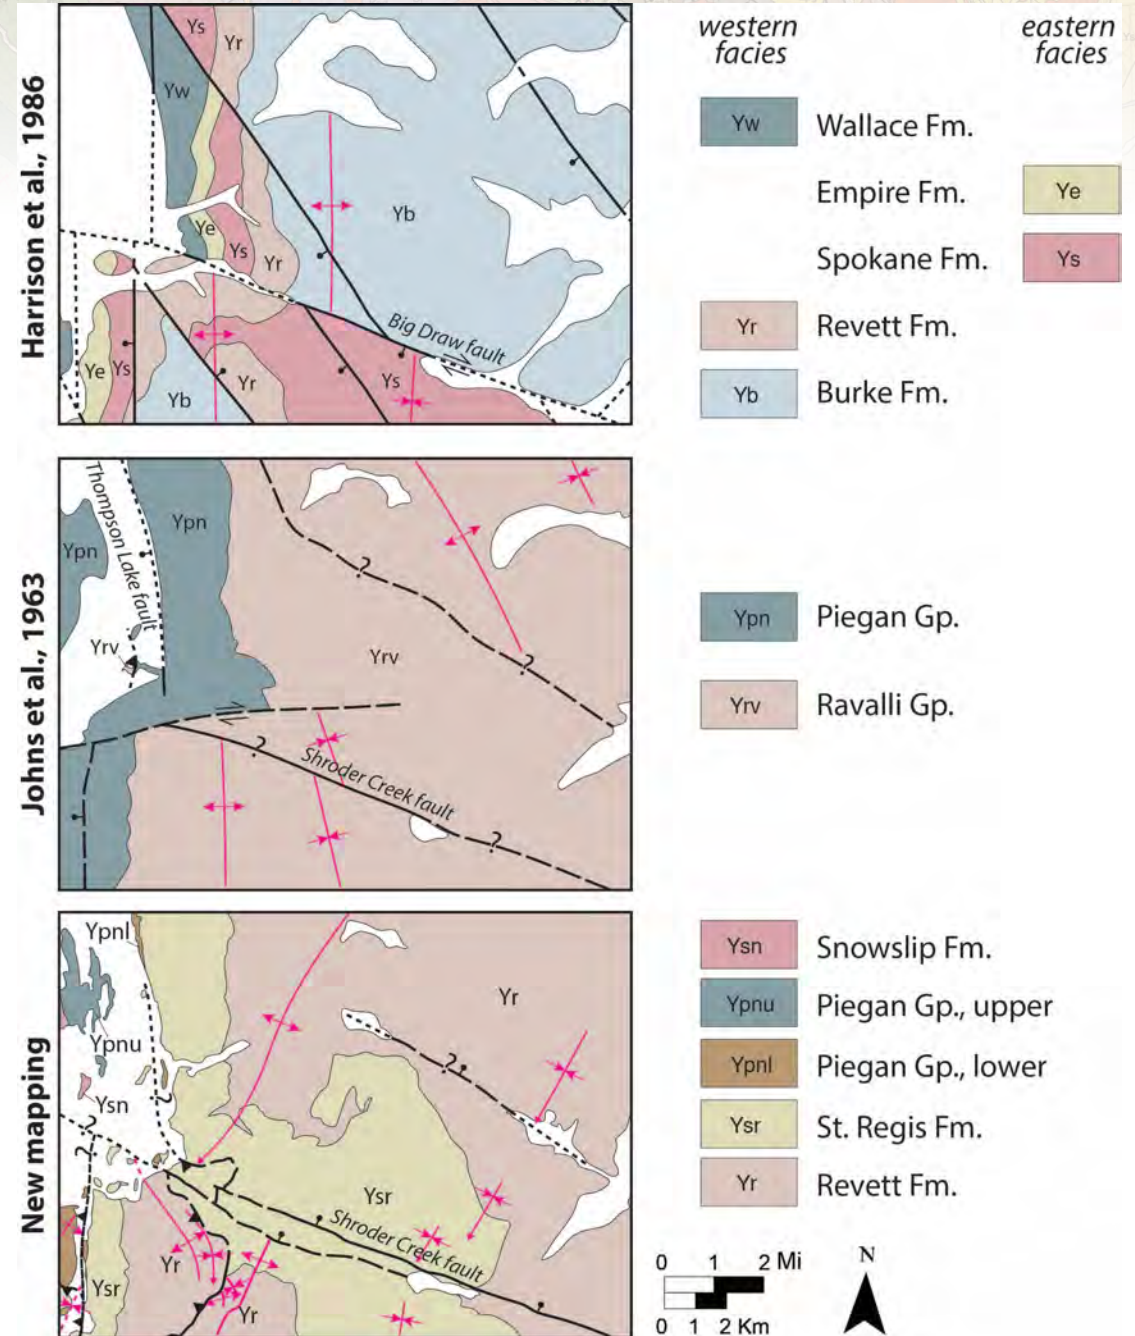 Harrison et al., 1986
Ys
Yr
Yw
Yb
Ye
Ys
Yr
Big Draw fault
Ye
Ys
Yb
Yr
Ys
western
facies
eastern
facies
Yw
Wallace Fm.
Empire Fm.
Ye
Spokane Fm.
Ys
Yr
Revett Fm.
Yb
Burke Fm.
Johns et al., 1963
Thompson Lake fault
Ypn
Ypn
?
Yrv
Yrv
?
?
Shroder Creek fault
?
Ypn
Piegan Gp.
Yrv
Ravalli Gp.
New mapping
Ypnl
Yr
Ypnu
?
Ysn
?
?
Ysr
Shroder Creek fault
Yr
Ysr
Yr
Ysn
Snowslip Fm.
Ypnu
Piegan Gp., upper
Ypnl
Piegan Gp., lower
Ysr
St. Regis Fm.
Yr
Revett Fm.
0 1 2 Mi
0 1 2 Km
N